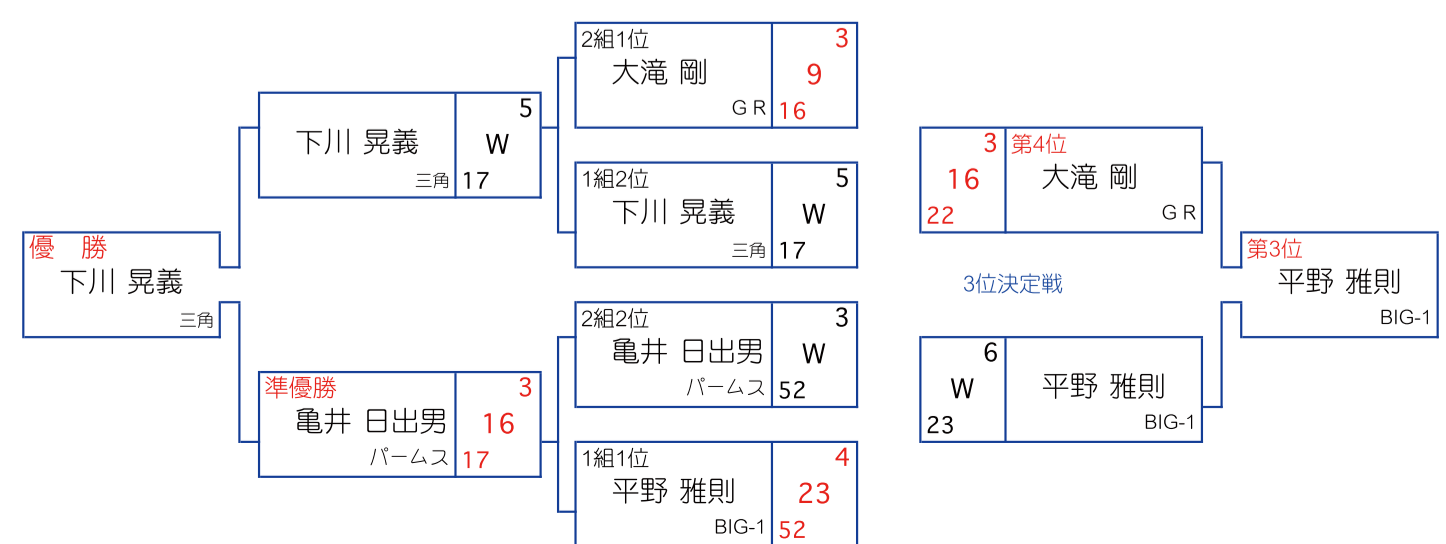 2組1位 3
大滝 剛 9
G R 16
1組2位 5
下川 晃義 W
三角 17
2組2位 3
亀井 日出男 W
パームス 52
1組1位 4
平野 雅則 23
BIG-1 52
5
下川 晃義 W
三角 17
準優勝 3
亀井 日出男 16
パームス 17
優 勝
下川 晃義
三角
3 第4位
16 大滝 剛
22 G R
3位決定戦
6
W 平野 雅則
23 BIG-1
第3位
平野 雅則
BIG-1